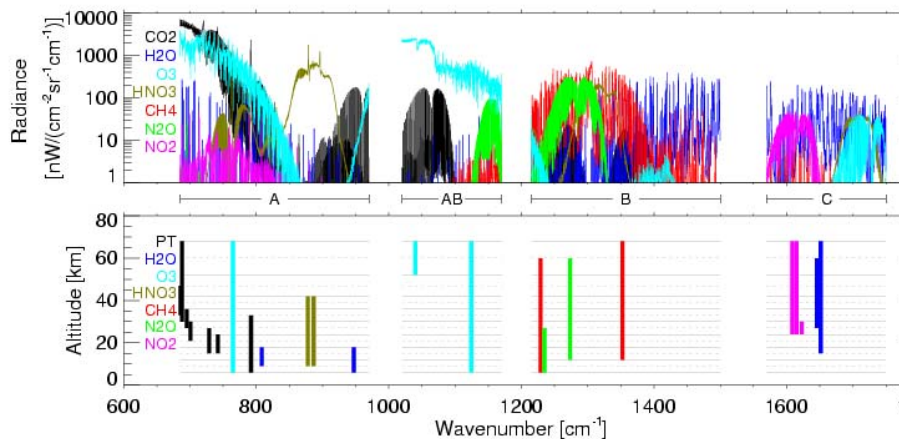 Radiance
[nW/(cm⁻²sr⁻¹cm⁻¹)]
10000
1000
100
10
1
CO2
H2O
O3
HNO3
CH4
N2O
NO2
A
AB
B
C
Altitude [km]
80
60
40
20
0
PT
H2O
O3
HNO3
CH4
N2O
NO2
600
800
1000
1200
1400
1600
Wavenumber [cm⁻¹]